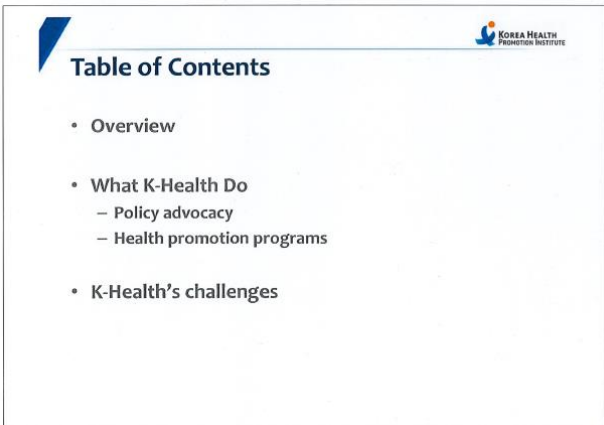 KOREA HEALTH
PROMOTION INSTITUTE
Table of Contents
• Overview
• What K-Health Do
– Policy advocacy
– Health promotion programs
• K-Health's challenges